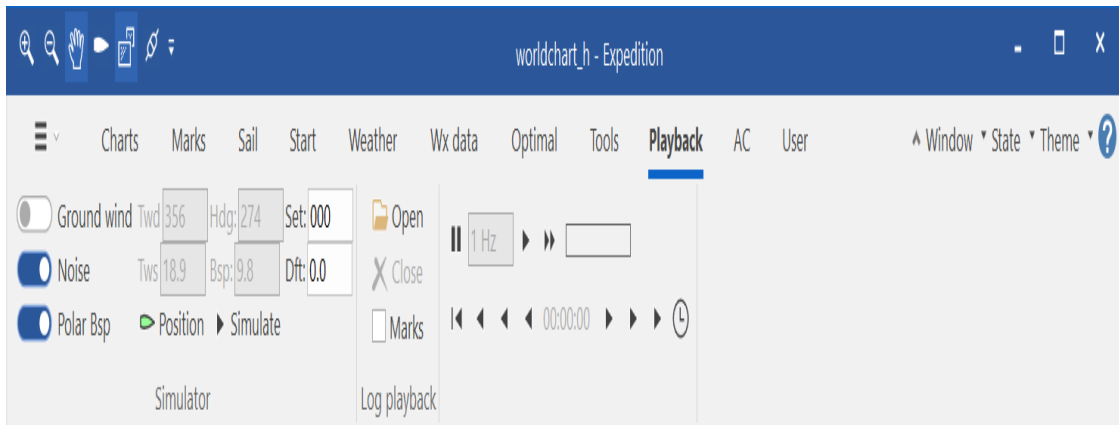 worldchart_h - Expedition
Charts Marks Sail Start Weather Wx data Optimal Tools Playback AC User Window State Theme ?
Ground wind Twd 356 Hdg: 274 Set: 000 Open 1 Hz
Noise Tws 18.9 Bsp: 9.8 Dft: 0.0 Close
Polar Bsp Position Simulate Marks 00:00:00
Simulator Log playback